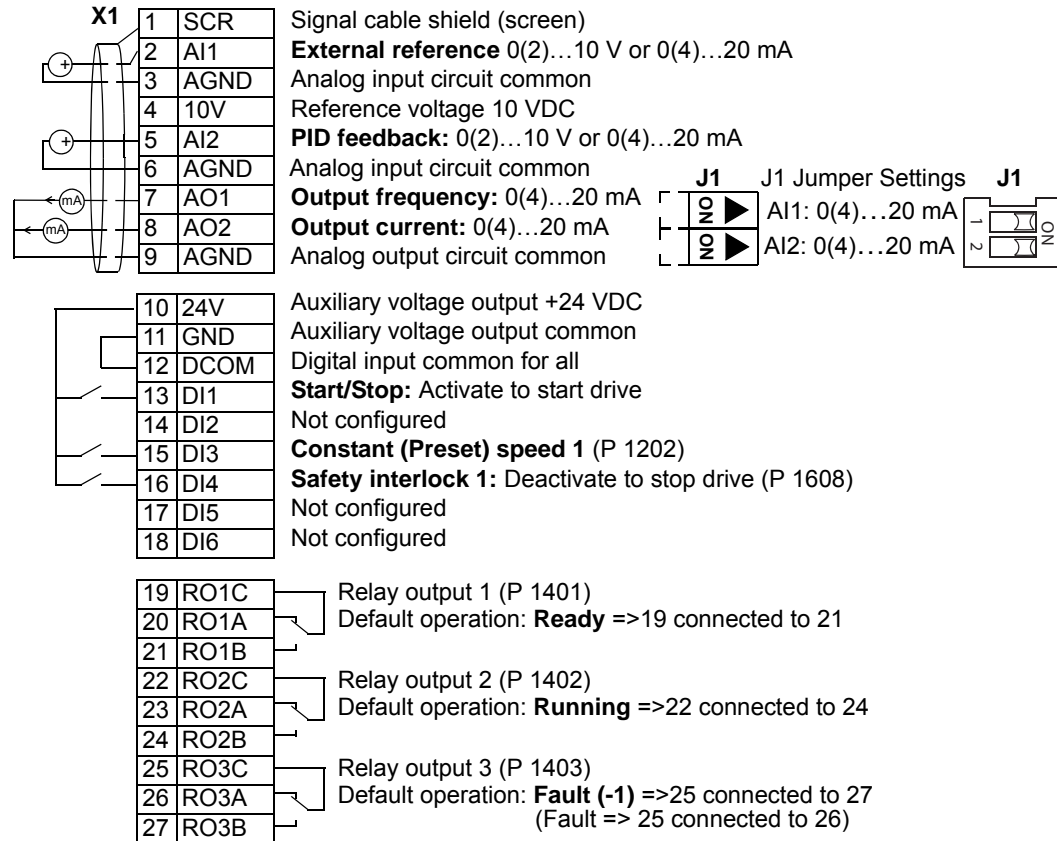 X1
1 SCR Signal cable shield (screen)
2 AI1 External reference 0(2)…10 V or 0(4)…20 mA
3 AGND Analog input circuit common
4 10V Reference voltage 10 VDC
5 AI2 PID feedback: 0(2)…10 V or 0(4)…20 mA
6 AGND Analog input circuit common
7 AO1 Output frequency: 0(4)…20 mA
8 AO2 Output current: 0(4)…20 mA
9 AGND Analog output circuit common
+
+
mA
mA
J1 J1 Jumper Settings J1
ON AI1: 0(4)…20 mA
ON AI2: 0(4)…20 mA
1 2 ON
10 24V Auxiliary voltage output +24 VDC
11 GND Auxiliary voltage output common
12 DCOM Digital input common for all
13 DI1 Start/Stop: Activate to start drive
14 DI2 Not configured
15 DI3 Constant (Preset) speed 1 (P 1202)
16 DI4 Safety interlock 1: Deactivate to stop drive (P 1608)
17 DI5 Not configured
18 DI6 Not configured
19 RO1C Relay output 1 (P 1401)
20 RO1A Default operation: Ready =>19 connected to 21
21 RO1B
22 RO2C Relay output 2 (P 1402)
23 RO2A Default operation: Running =>22 connected to 24
24 RO2B
25 RO3C Relay output 3 (P 1403)
26 RO3A Default operation: Fault (-1) =>25 connected to 27
27 RO3B (Fault => 25 connected to 26)